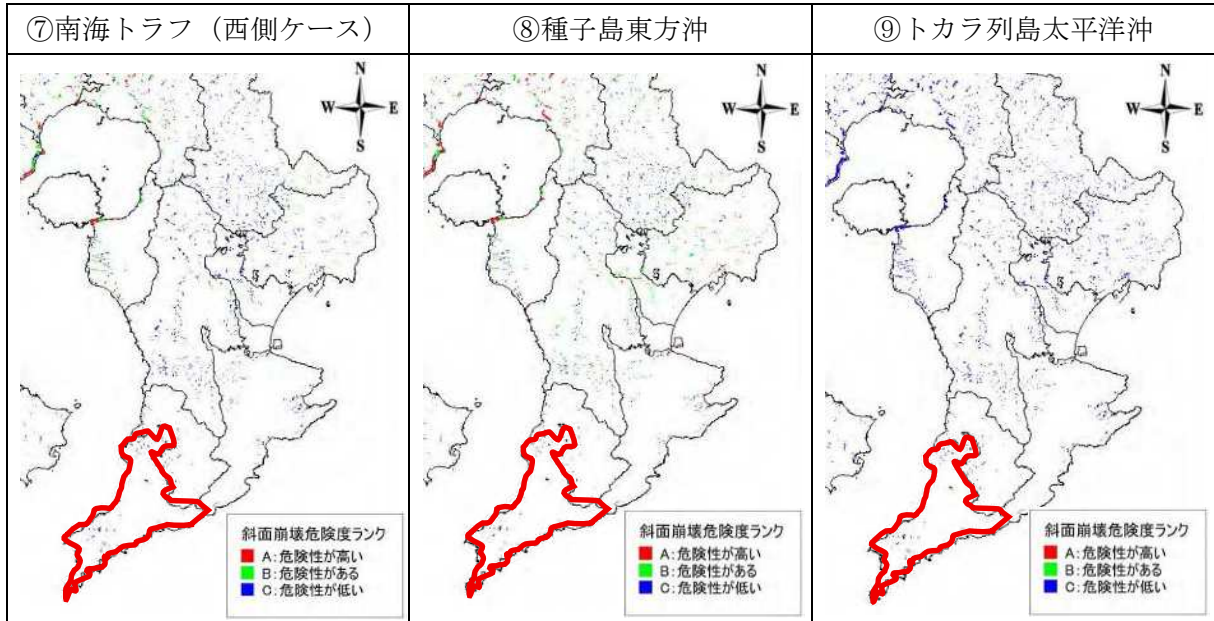 ⑦南海トラフ（西側ケース）
⑧種子島東方沖
⑨トカラ列島太平洋沖
N
W E
S
斜面崩壊危険度ランク
A:危険性が高い
B:危険性がある
C:危険性が低い
N
W E
S
斜面崩壊危険度ランク
A:危険性が高い
B:危険性がある
C:危険性が低い
N
W E
S
斜面崩壊危険度ランク
A:危険性が高い
B:危険性がある
C:危険性が低い